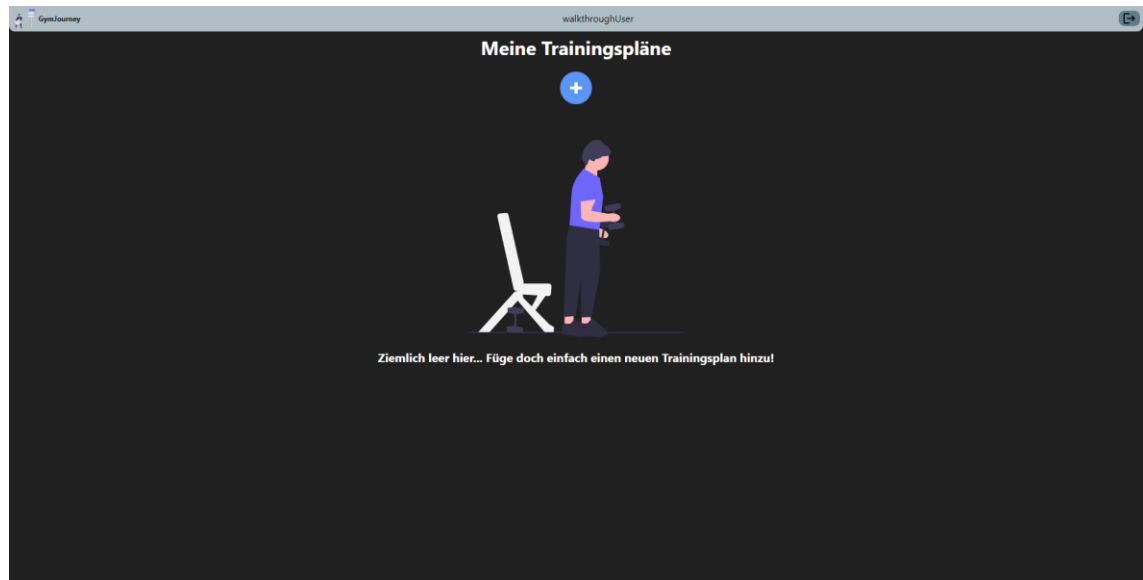 GymJourney
walkthroughUser
Meine Trainingspläne
Ziemlich leer hier... Füge doch einfach einen neuen Trainingsplan hinzu!